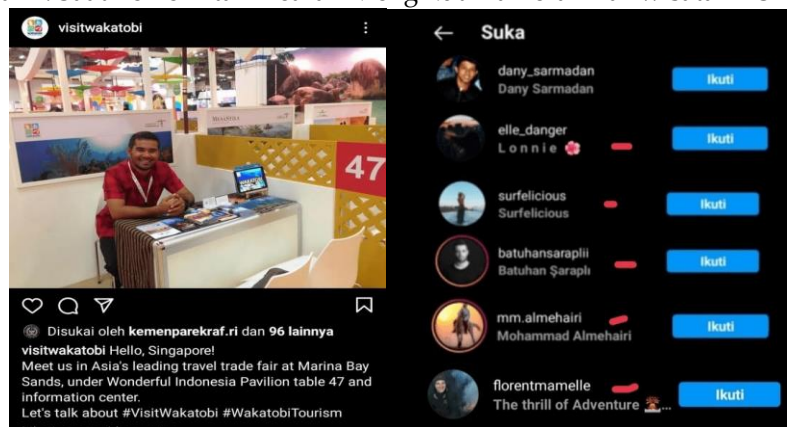 visitwakatobi
47
Disukai oleh kemenparekraf.ri dan 96 lainnya
visitwakatobi Hello, Singapore!
Meet us in Asia's leading travel trade fair at Marina Bay
Sands, under Wonderful Indonesia Pavilion table 47 and
information center.
Let's talk about #VisitWakatobi #WakatobiTourism
Suka
dany_sarmadan
Dany Sarmadan
Ikuti
elle_danger
Lonnie 🌺
Ikuti
surfelicious
Surfelicious
Ikuti
batuhansaraplii
Batuhan Şaraplı
Ikuti
mm.almehairi
Mohammad Almehairi
Ikuti
florentmamelle
The thrill of Adventure 🌋...
Ikuti